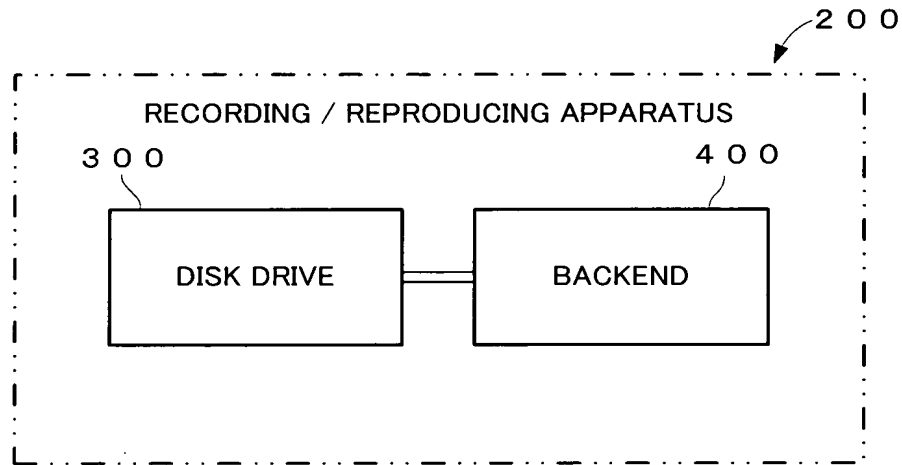 ２００
RECORDING / REPRODUCING APPARATUS
３００
４００
DISK DRIVE
BACKEND